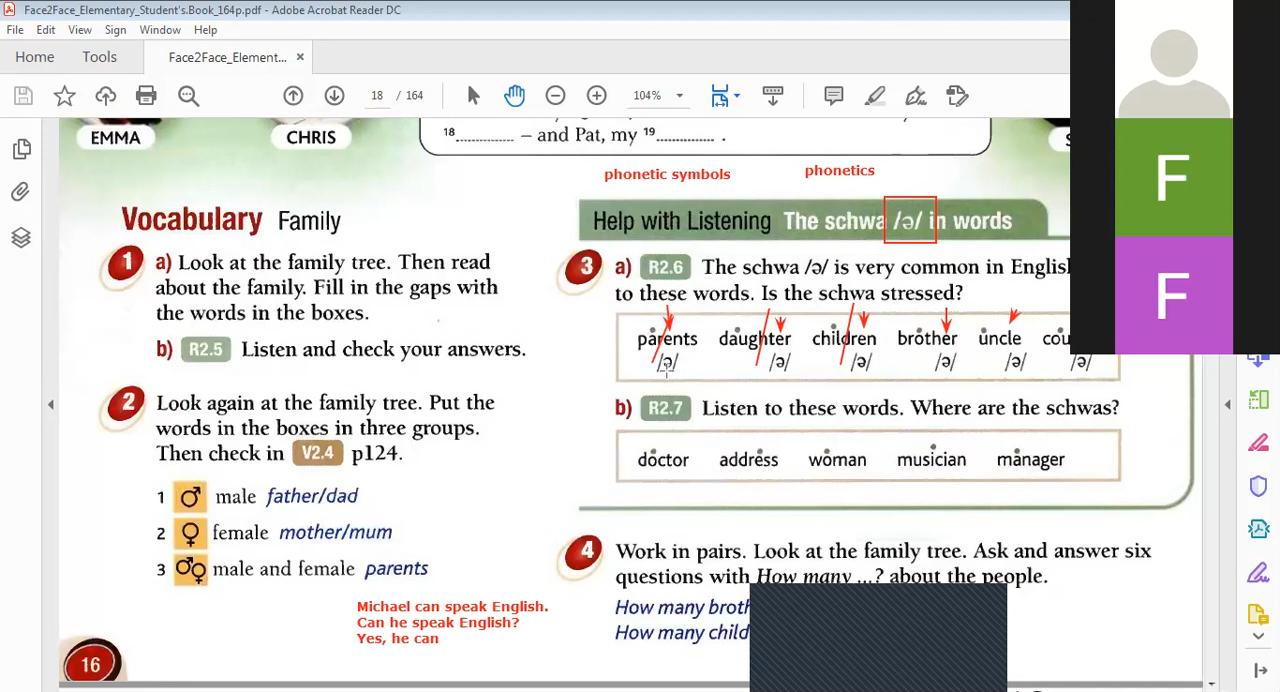 Face2Face_Elementary_Student's.Book_164p.pdf - Adobe Acrobat Reader DC
File Edit View Sign Window Help
Home Tools Face2Face_Element... ×
18 / 164 104%
EMMA CHRIS
18 – and Pat, my 19 .
phonetic symbols phonetics
Vocabulary Family
1 a) Look at the family tree. Then read
about the family. Fill in the gaps with
the words in the boxes.
b) R2.5 Listen and check your answers.
2 Look again at the family tree. Put the
words in the boxes in three groups.
Then check in V2.4 p124.
1 ♂ male father/dad
2 ♀ female mother/mum
3 ♂♀ male and female parents
Michael can speak English.
Can he speak English?
Yes, he can
16
Help with Listening The schwa /ə/ in words
3 a) R2.6 The schwa /ə/ is very common in English
to these words. Is the schwa stressed?
parents daughter children brother uncle cou
/ə/ /ə/ /ə/ /ə/ /ə/ /ə/
b) R2.7 Listen to these words. Where are the schwas?
doctor address woman musician manager
4 Work in pairs. Look at the family tree. Ask and answer six
questions with How many ...? about the people.
How many broth
How many child
F
F